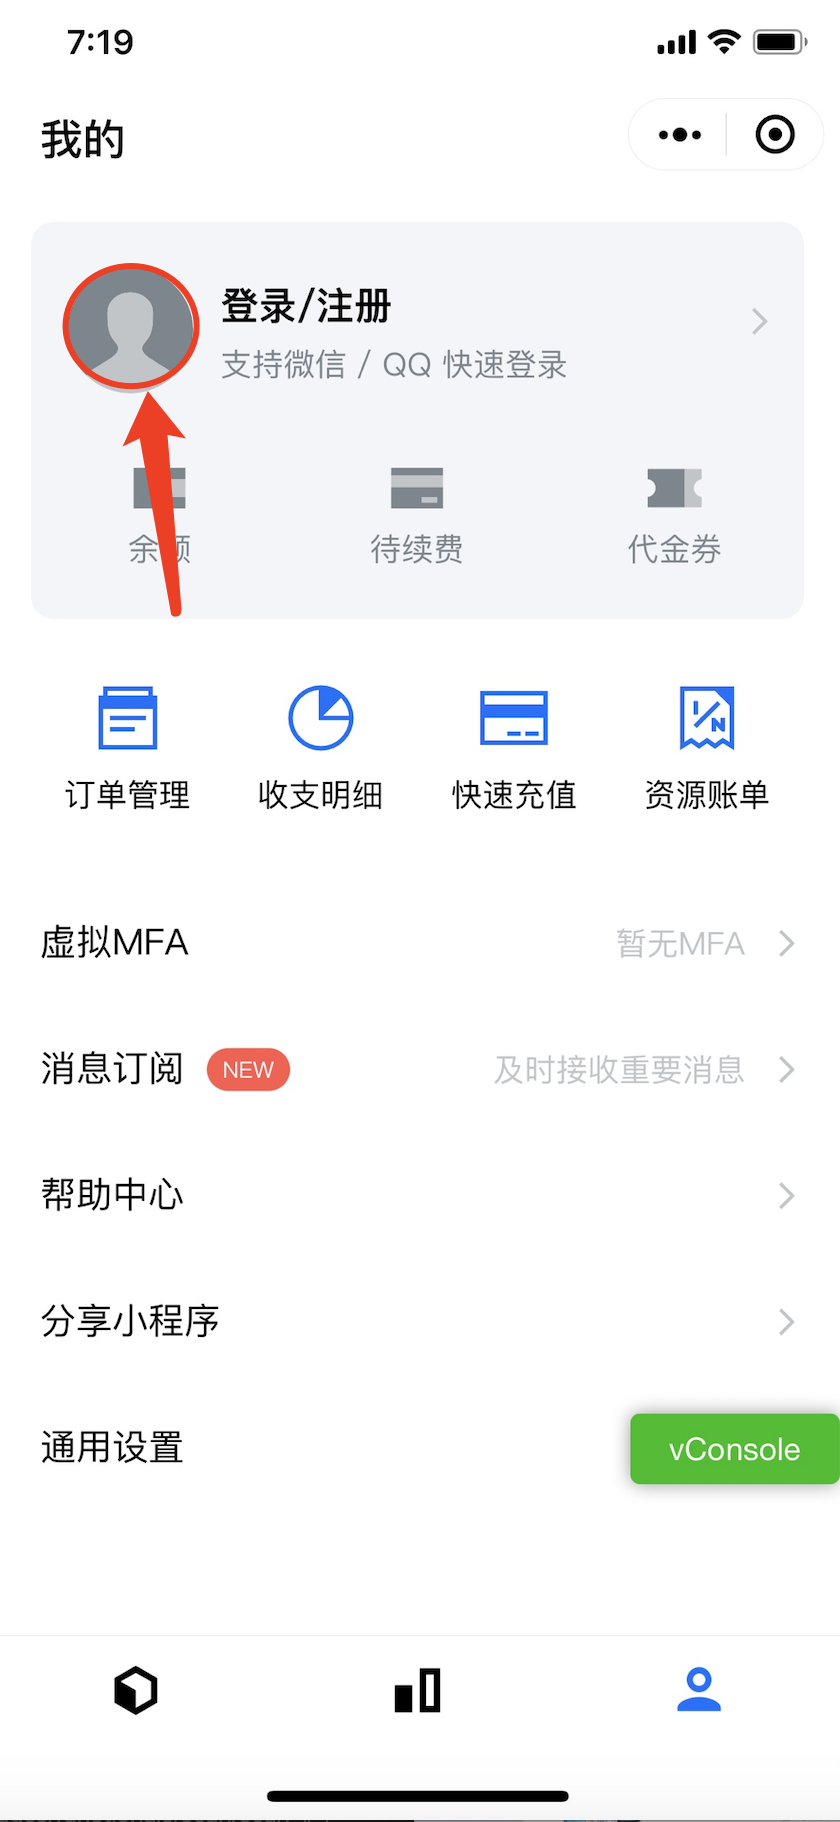 7:19
我的
登录/注册
支持微信 / QQ 快速登录
余额
待续费
代金券
订单管理
收支明细
快速充值
资源账单
虚拟MFA
暂无MFA
消息订阅
NEW
及时接收重要消息
帮助中心
分享小程序
通用设置
vConsole